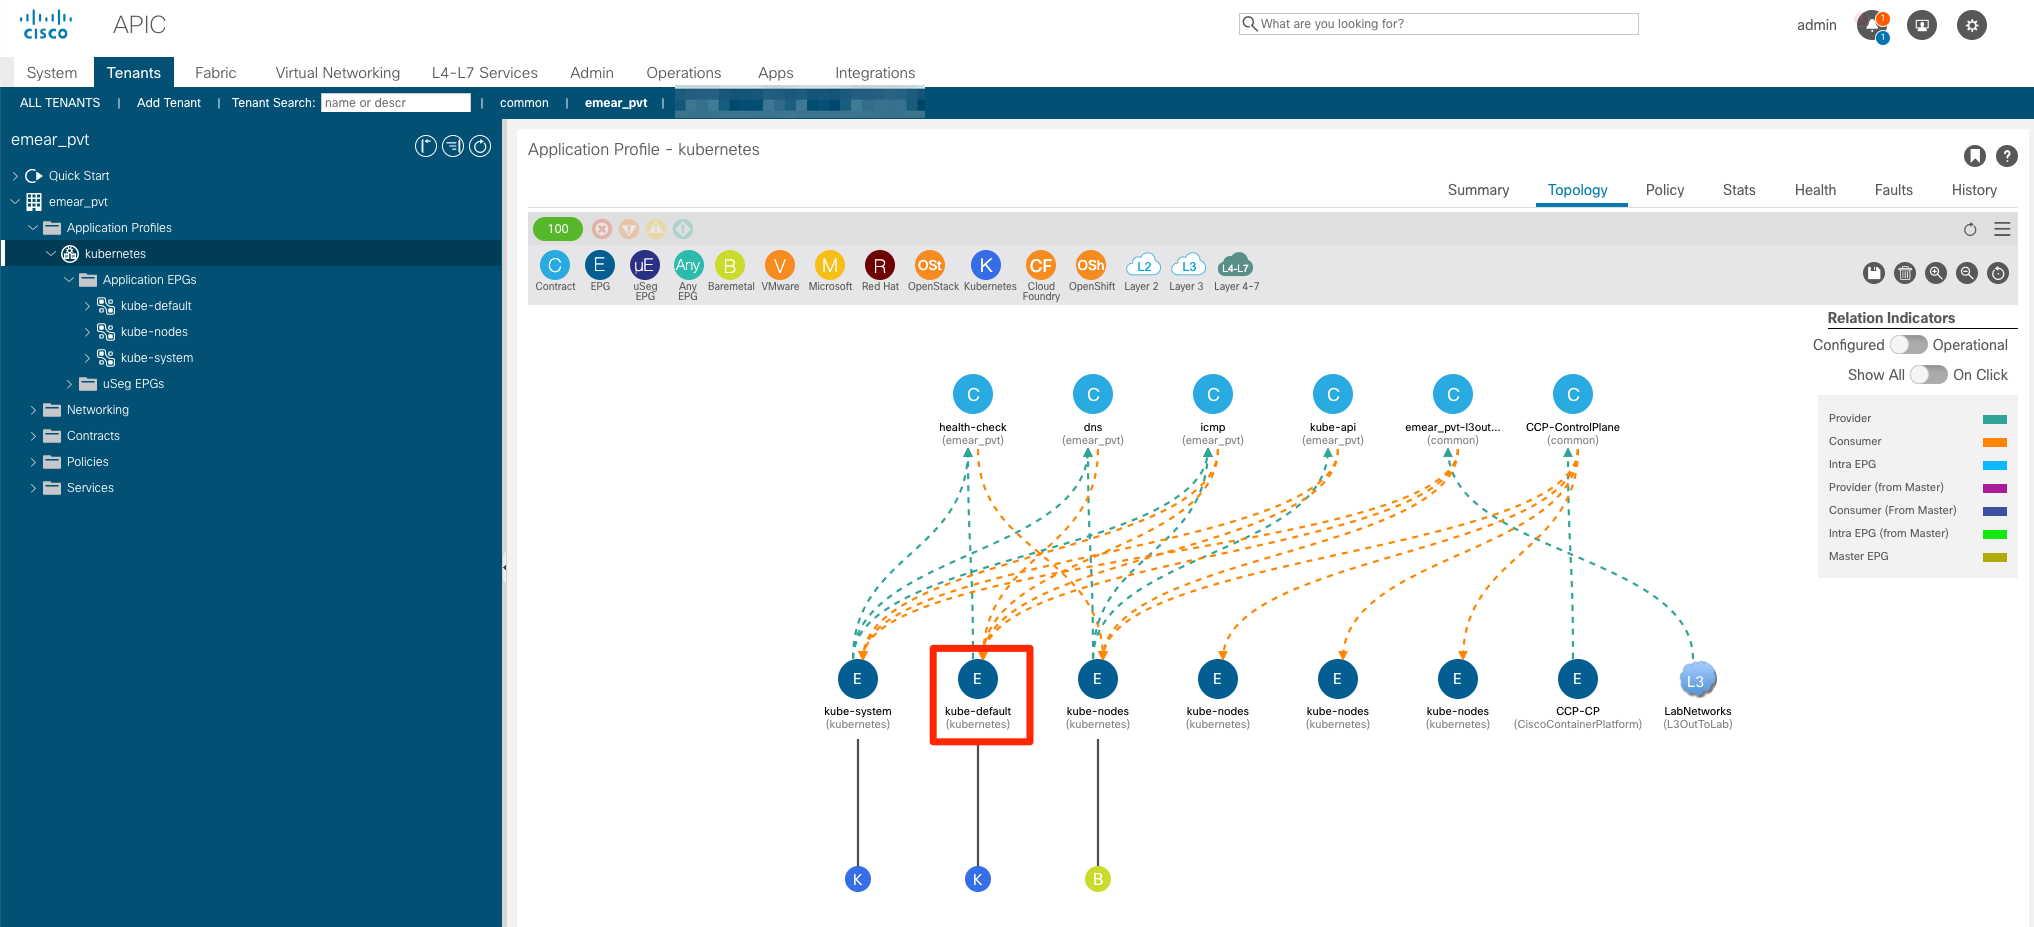 CISCO
APIC
What are you looking for?
admin
1
1
System
Tenants
Fabric
Virtual Networking
L4-L7 Services
Admin
Operations
Apps
Integrations
ALL TENANTS | Add Tenant | Tenant Search: name or descr | common | emear_pvt |
emear_pvt
Quick Start
emear_pvt
Application Profiles
kubernetes
Application EPGs
kube-default
kube-nodes
kube-system
uSeg EPGs
Networking
Contracts
Policies
Services
Application Profile - kubernetes
?
Summary
Topology
Policy
Stats
Health
Faults
History
100
C
E
µE
Any
B
V
M
R
OSt
K
CF
OSh
L2
L3
L4-L7
Contract
EPG
uSeg
EPG
Any
EPG
Baremetal
VMware
Microsoft
Red Hat
OpenStack
Kubernetes
Cloud
Foundry
OpenShift
Layer 2
Layer 3
Layer 4-7
Relation Indicators
Configured
Operational
Show All
On Click
Provider
Consumer
Intra EPG
Provider (from Master)
Consumer (From Master)
Intra EPG (from Master)
Master EPG
C
C
C
C
C
C
health-check
(emear_pvt)
dns
(emear_pvt)
icmp
(emear_pvt)
kube-api
(emear_pvt)
emear_pvt-l3out...
(common)
CCP-ControlPlane
(common)
E
E
E
E
E
E
E
L3
kube-system
(kubernetes)
kube-default
(kubernetes)
kube-nodes
(kubernetes)
kube-nodes
(kubernetes)
kube-nodes
(kubernetes)
kube-nodes
(kubernetes)
CCP-CP
(CiscoContainerPlatform)
LabNetworks
(L3OutToLab)
K
K
B